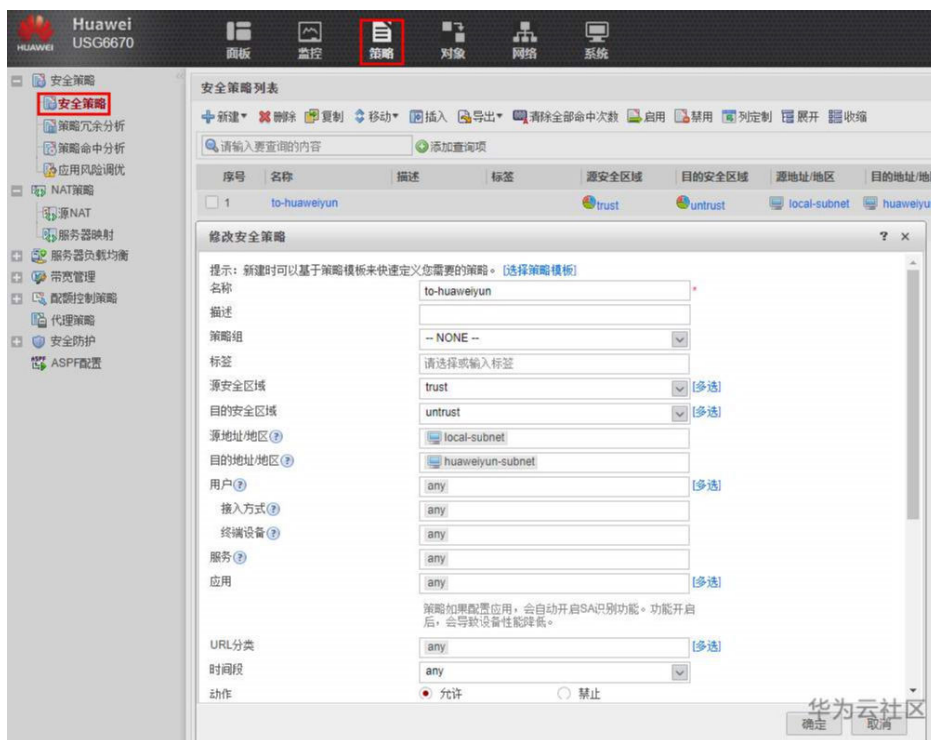 Huawei
USG6670
HUAWEI
面板
监控
策略
对象
网络
系统
安全策略
安全策略
策略冗余分析
策略命中分析
应用风险调优
NAT策略
源NAT
服务器映射
服务器负载均衡
带宽管理
配额控制策略
代理策略
安全防护
ASPF配置
安全策略列表
新建 删除 复制 移动 插入 导出 清除全部命中次数 启用 禁用 列定制 展开 收缩
请输入要查询的内容 添加查询项
序号 名称 描述 标签 源安全区域 目的安全区域 源地址/地区 目的地址/地
1 to-huaweiyun trust untrust local-subnet huaweiyu
修改安全策略 ? ×
提示：新建时可以基于策略模板来快速定义您需要的策略。[选择策略模板]
名称 to-huaweiyun *
描述
策略组 -- NONE --
标签 请选择或输入标签
源安全区域 trust [多选]
目的安全区域 untrust [多选]
源地址/地区 ? local-subnet
目的地址/地区 ? huaweiyun-subnet
用户 ? any [多选]
接入方式 ? any
终端设备 ? any
服务 ? any
应用 any [多选]
策略如果配置应用，会自动开启SA识别功能。功能开启
后，会导致设备性能降低。
URL分类 any [多选]
时间段 any
动作 允许 禁止
确定 取消
华为云社区